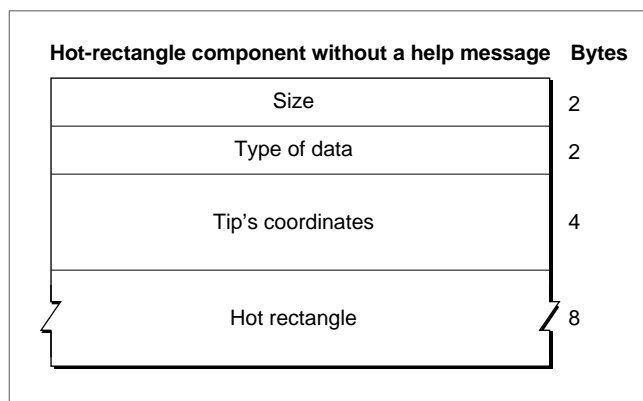 Hot-rectangle component without a help message Bytes
Size 2
Type of data 2
Tip’s coordinates 4
Hot rectangle 8